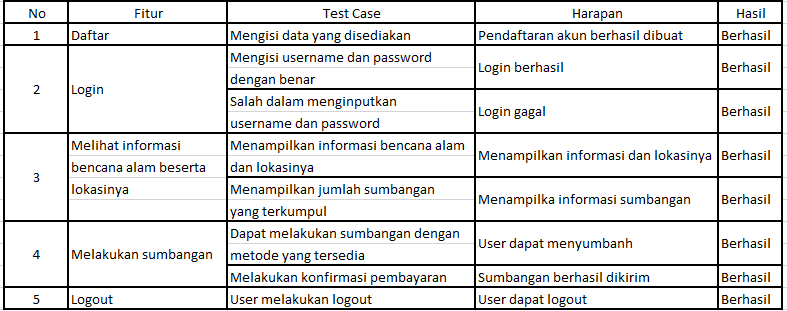 No Fitur Test Case Harapan Hasil
1 Daftar Mengisi data yang disediakan Pendaftaran akun berhasil dibuat Berhasil
2 Login Mengisi username dan password
dengan benar Login berhasil Berhasil
Salah dalam menginputkan
username dan password Login gagal Berhasil
3 Melihat informasi
bencana alam beserta
lokasinya Menampilkan informasi bencana alam
dan lokasinya Menampilkan informasi dan lokasinya Berhasil
Menampilkan jumlah sumbangan
yang terkumpul Menampilka informasi sumbangan Berhasil
4 Melakukan sumbangan Dapat melakukan sumbangan dengan
metode yang tersedia User dapat menyumbanh Berhasil
Melakukan konfirmasi pembayaran Sumbangan berhasil dikirim Berhasil
5 Logout User melakukan logout User dapat logout Berhasil